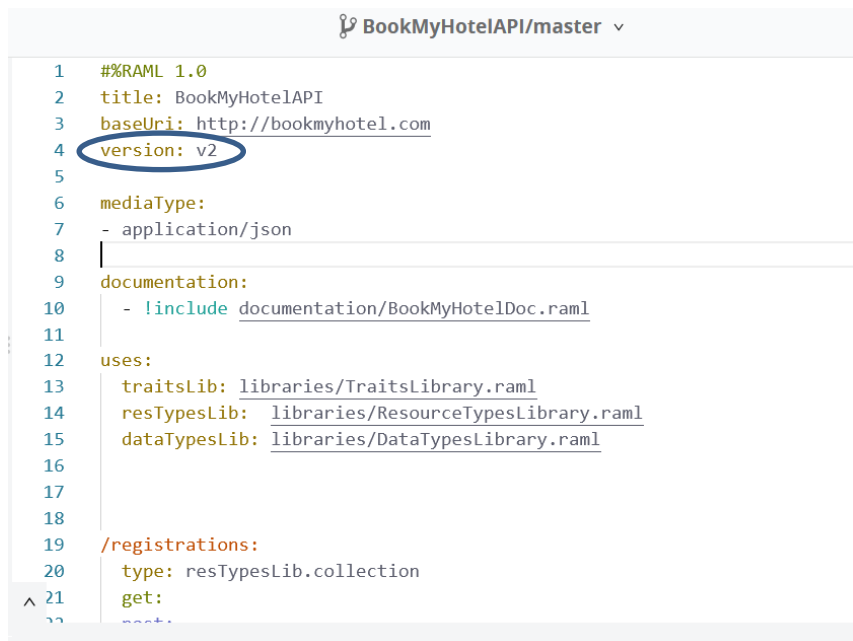 BookMyHotelAPI/master
1 #%RAML 1.0
2 title: BookMyHotelAPI
3 baseUri: http://bookmyhotel.com
4 version: v2
5
6 mediaType:
7 - application/json
8
9 documentation:
10 - !include documentation/BookMyHotelDoc.raml
11
12 uses:
13 traitsLib: libraries/TraitsLibrary.raml
14 resTypesLib: libraries/ResourceTypesLibrary.raml
15 dataTypesLib: libraries/DataTypesLibrary.raml
16
17
18
19 /registrations:
20 type: resTypesLib.collection
21 get:
22 post: